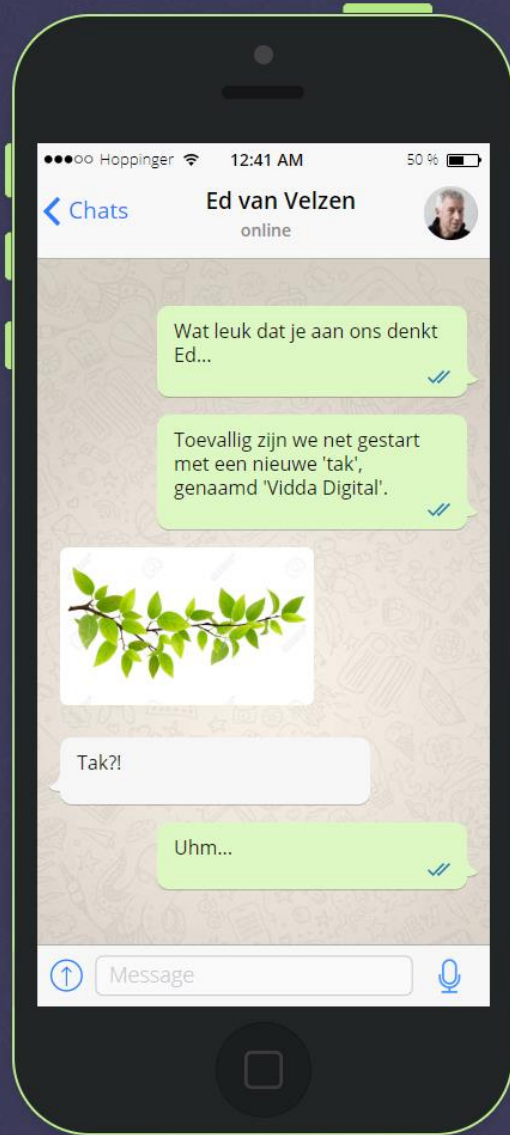 Hoppinger 12:41 AM 50 %
Chats Ed van Velzen
online
Wat leuk dat je aan ons denkt
Ed...
Toevallig zijn we net gestart
met een nieuwe 'tak',
genaamd 'Vidda Digital'.
Tak?!
Uhm...
Message